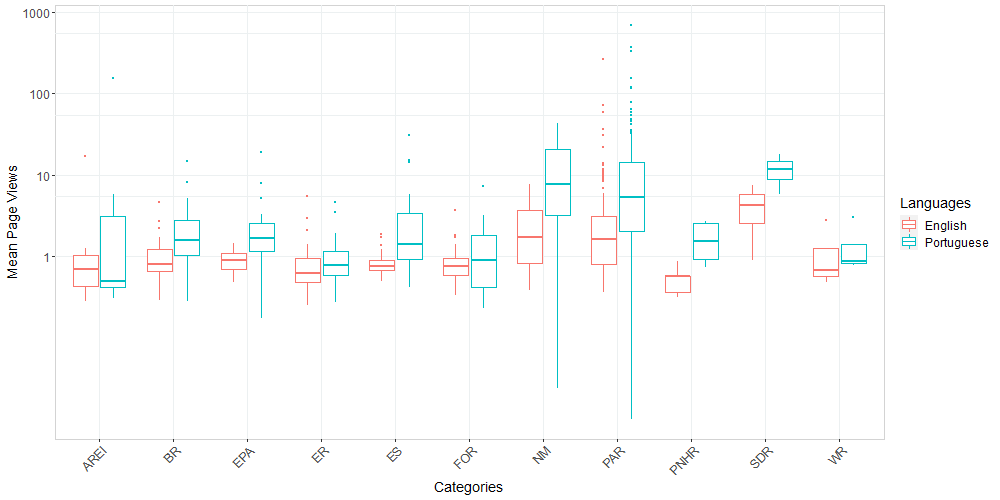 1000
100
10
1
Mean Page Views
AREI
BR
EPA
ER
ES
FOR
NM
PAR
PNHR
SDR
WR
Categories
Languages
English
Portuguese